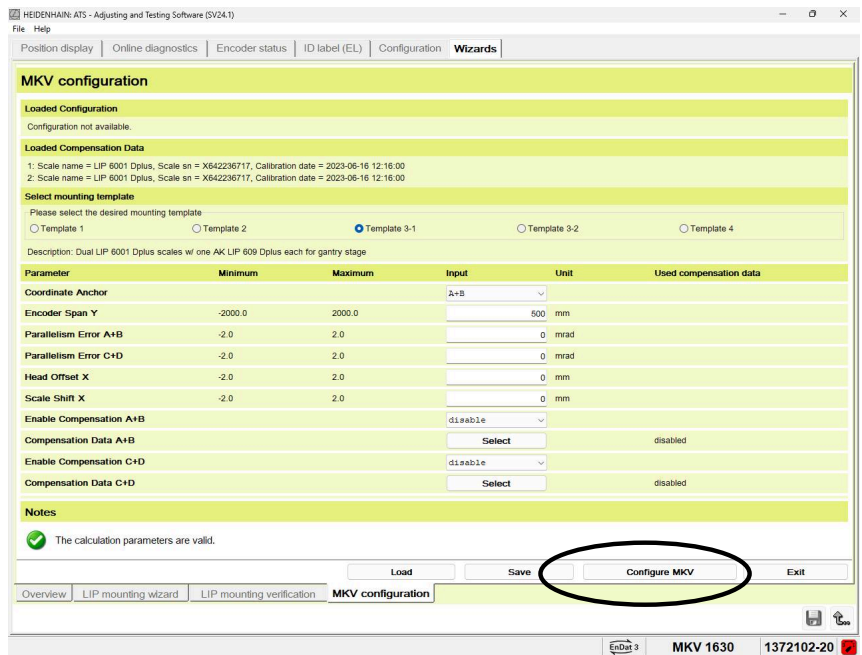 HEIDENHAIN: ATS - Adjusting and Testing Software (SV24.1)
File Help
Position display Online diagnostics Encoder status ID label (EL) Configuration Wizards
MKV configuration
Loaded Configuration
Configuration not available.
Loaded Compensation Data
1: Scale name = LIP 6001 Dplus, Scale sn = X642236717, Calibration date = 2023-06-16 12:16:00
2: Scale name = LIP 6001 Dplus, Scale sn = X642236717, Calibration date = 2023-06-16 12:16:00
Select mounting template
Please select the desired mounting template
Template 1 Template 2 Template 3-1 Template 3-2 Template 4
Description: Dual LIP 6001 Dplus scales w/ one AK LIP 609 Dplus each for gantry stage
Parameter Minimum Maximum Input Unit Used compensation data
Coordinate Anchor A+B
Encoder Span Y -2000.0 2000.0 500 mm
Parallelism Error A+B -2.0 2.0 0 mrad
Parallelism Error C+D -2.0 2.0 0 mrad
Head Offset X -2.0 2.0 0 mm
Scale Shift X -2.0 2.0 0 mm
Enable Compensation A+B disable
Compensation Data A+B Select disabled
Enable Compensation C+D disable
Compensation Data C+D Select disabled
Notes
The calculation parameters are valid.
Load Save Configure MKV Exit
Overview LIP mounting wizard LIP mounting verification MKV configuration
EnDat 3 MKV 1630 1372102-20